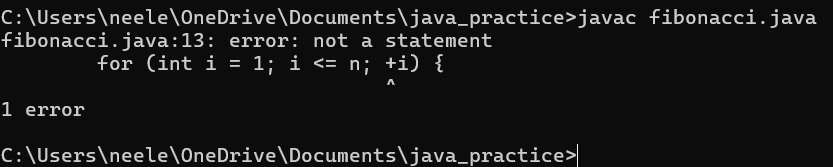 C:\Users\neele\OneDrive\Documents\java_practice>javac fibonacci.java
fibonacci.java:13: error: not a statement
        for (int i = 1; i <= n; +i) {
                                ^
1 error
C:\Users\neele\OneDrive\Documents\java_practice>